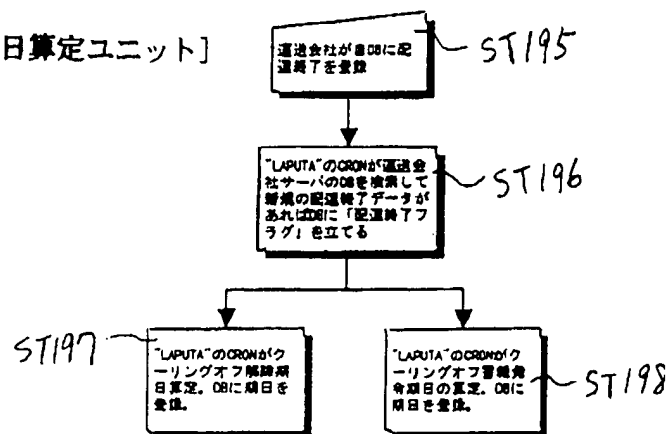 日算定ユニット]
運送会社が自DBに配
送終了を登録
ST195
"LAPUTA"のCRONが運送会
社サーバのDBを検索して
新規の配送終了データが
あればDBに「配送終了フ
ラグ」を立てる
ST196
ST197
"LAPUTA"のCRONがク
ーリングオフ解除期
日算定。DBに期日を
登録。
"LAPUTA"のCRONがク
ーリングオフ警報発
令期日の算定。DBに
期日を登録。
ST198